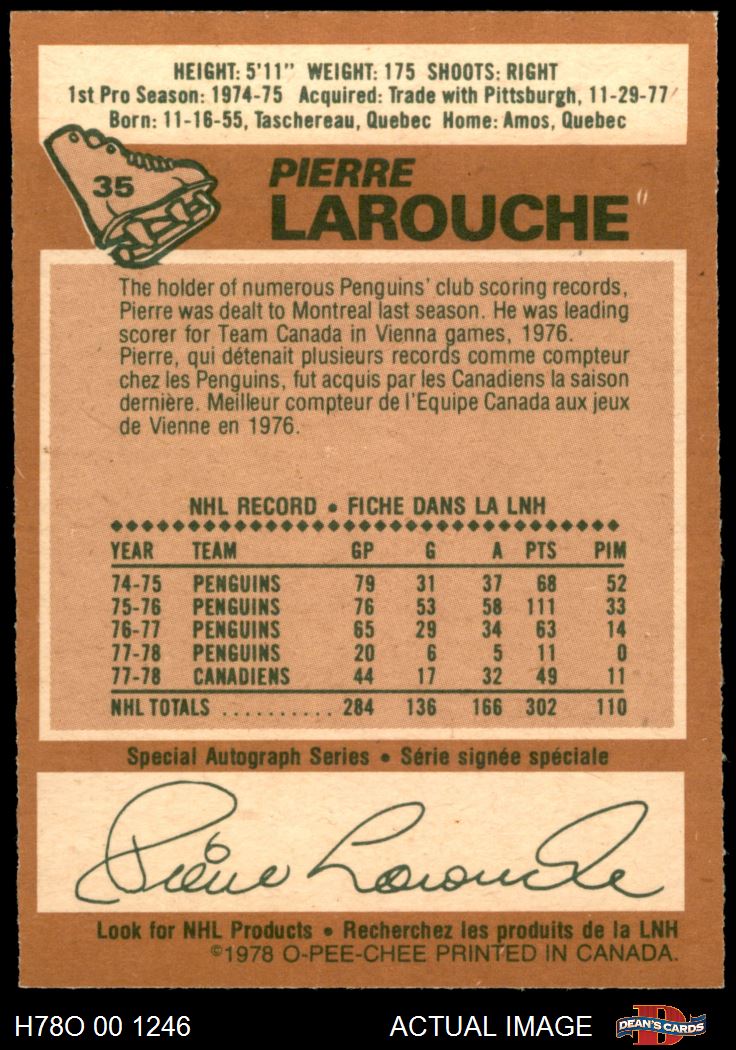 HEIGHT: 5'11" WEIGHT: 175 SHOOTS: RIGHT
1st Pro Season: 1974-75 Acquired: Trade with Pittsburgh, 11-29-77
Born: 11-16-55, Taschereau, Quebec Home: Amos, Quebec
35
PIERRE
LAROUCHE
The holder of numerous Penguins' club scoring records,
Pierre was dealt to Montreal last season. He was leading
scorer for Team Canada in Vienna games, 1976.
Pierre, qui détenait plusieurs records comme compteur
chez les Penguins, fut acquis par les Canadiens la saison
dernière. Meilleur compteur de l'Equipe Canada aux jeux
de Vienne en 1976.
NHL RECORD • FICHE DANS LA LNH
YEAR TEAM GP G A PTS PIM
74-75 PENGUINS 79 31 37 68 52
75-76 PENGUINS 76 53 58 111 33
76-77 PENGUINS 65 29 34 63 14
77-78 PENGUINS 20 6 5 11 0
77-78 CANADIENS 44 17 32 49 11
NHL TOTALS .......... 284 136 166 302 110
Special Autograph Series • Série signée spéciale
Pierre Larouche
Look for NHL Products • Recherchez les produits de la LNH
©1978 O-PEE-CHEE PRINTED IN CANADA.
H78O 00 1246 ACTUAL IMAGE D DEAN'S CARDS